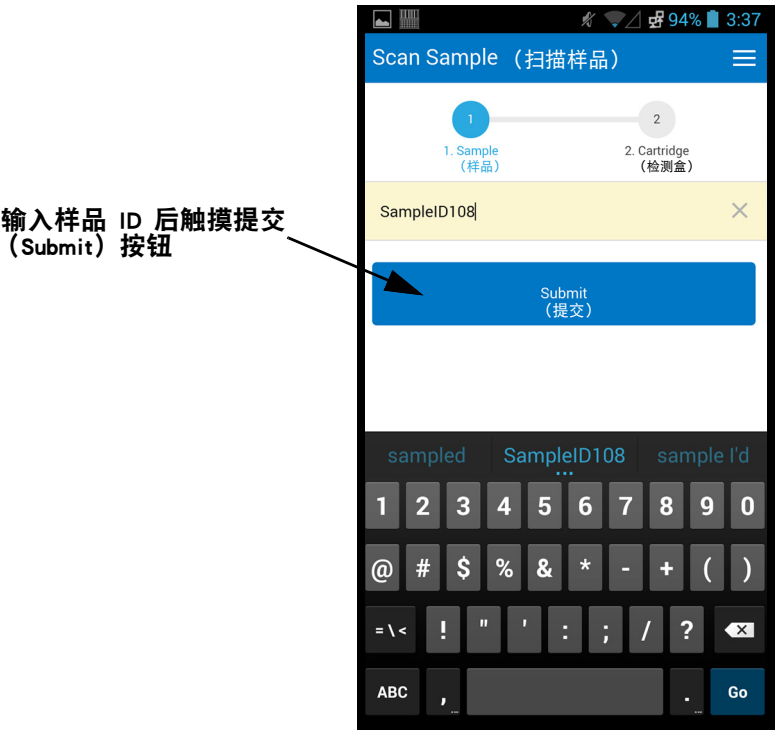 94% 3:37
Scan Sample （扫描样品）
1 2
1. Sample 2. Cartridge
（样品） （检测盒）
SampleID108
输入样品 ID 后触摸提交
（Submit）按钮
Submit
（提交）
sampled SampleID108 sample I'd
1 2 3 4 5 6 7 8 9 0
@ # $ % & * - + ( )
= \ < ! " ' : ; / ?
ABC , . Go